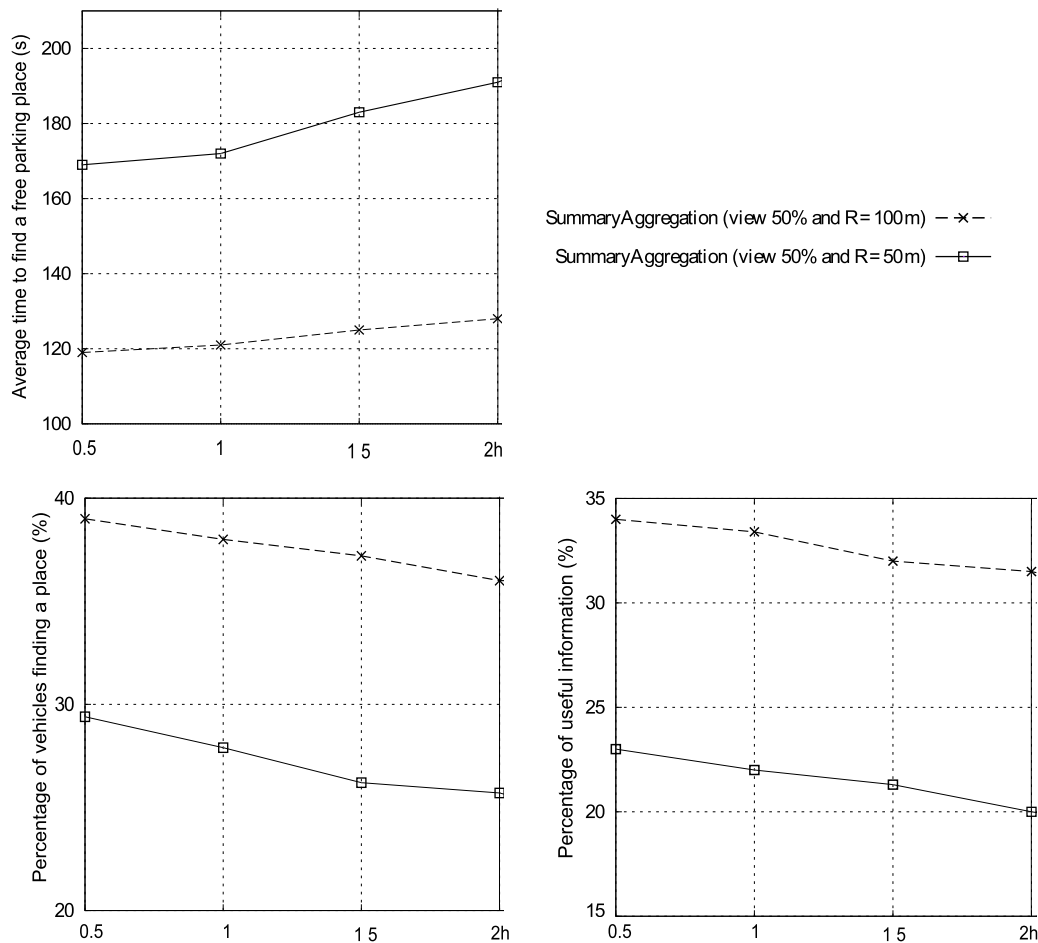 Average time to find a free parking place (s)
200
180
160
140
120
100
0.5 1 1 5 2h
SummaryAggregation (view 50% and R=100m)
SummaryAggregation (view 50% and R=50m)
Percentage of vehicles finding a place (%)
40
30
20
0.5 1 1 5 2h
Percentage of useful information (%)
35
30
25
20
15
0.5 1 1 5 2h